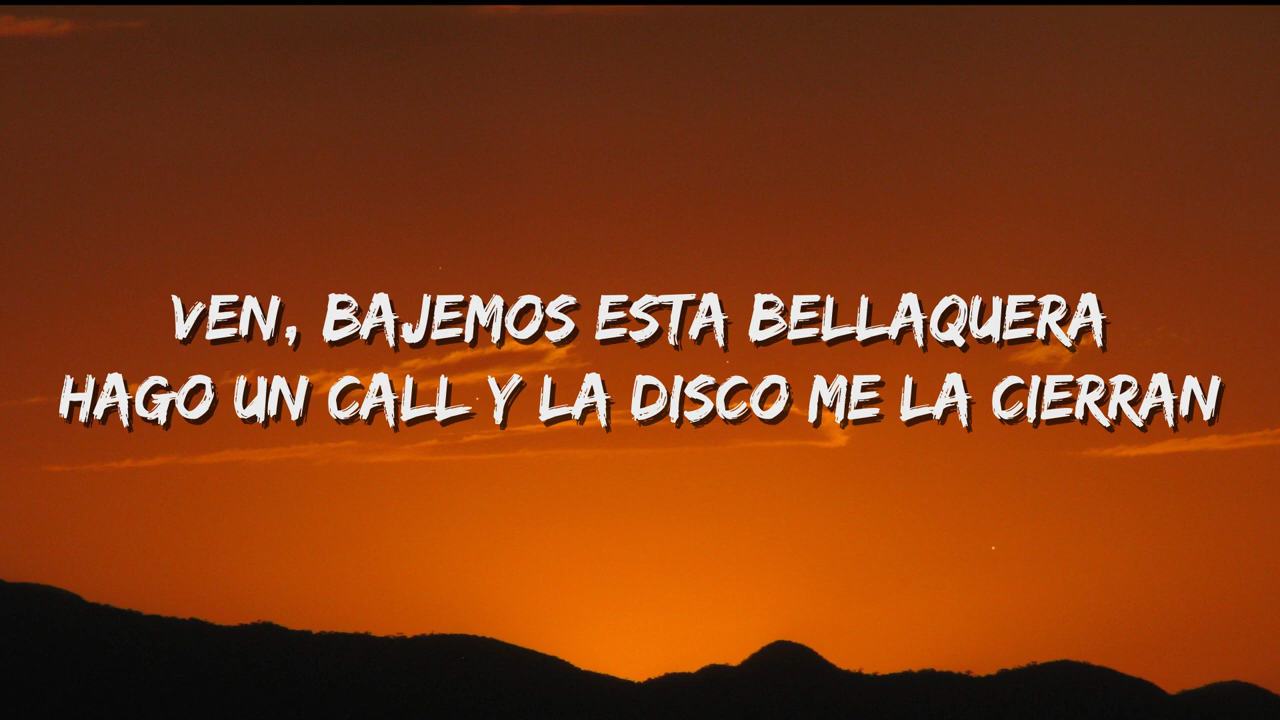 VEN, BAJEMOS ESTA BELLAQUERA
HAGO UN CALL Y LA DISCO ME LA CIERRAN